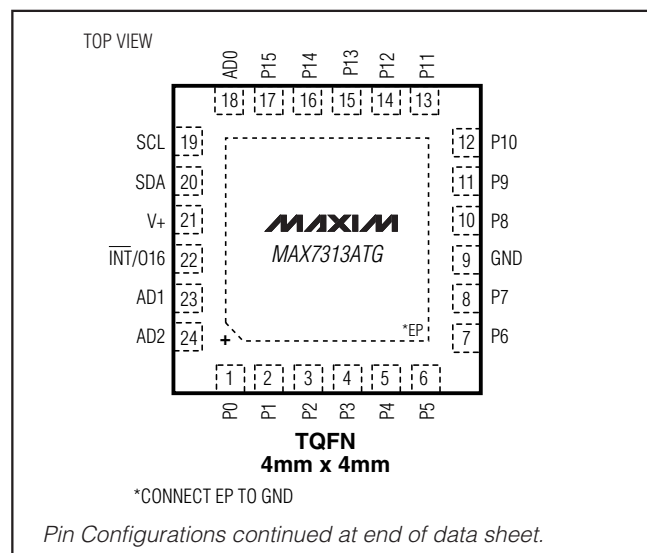 TOP VIEW
AD0 P15 P14 P13 P12 P11
18 17 16 15 14 13
SCL 19 12 P10
SDA 20 11 P9
V+ 21 10 P8
MAXIM
INT/O16 22 MAX7313ATG 9 GND
AD1 23 8 P7
AD2 24 + *EP 7 P6
1 2 3 4 5 6
P0 P1 P2 P3 P4 P5
TQFN
4mm x 4mm
*CONNECT EP TO GND
Pin Configurations continued at end of data sheet.